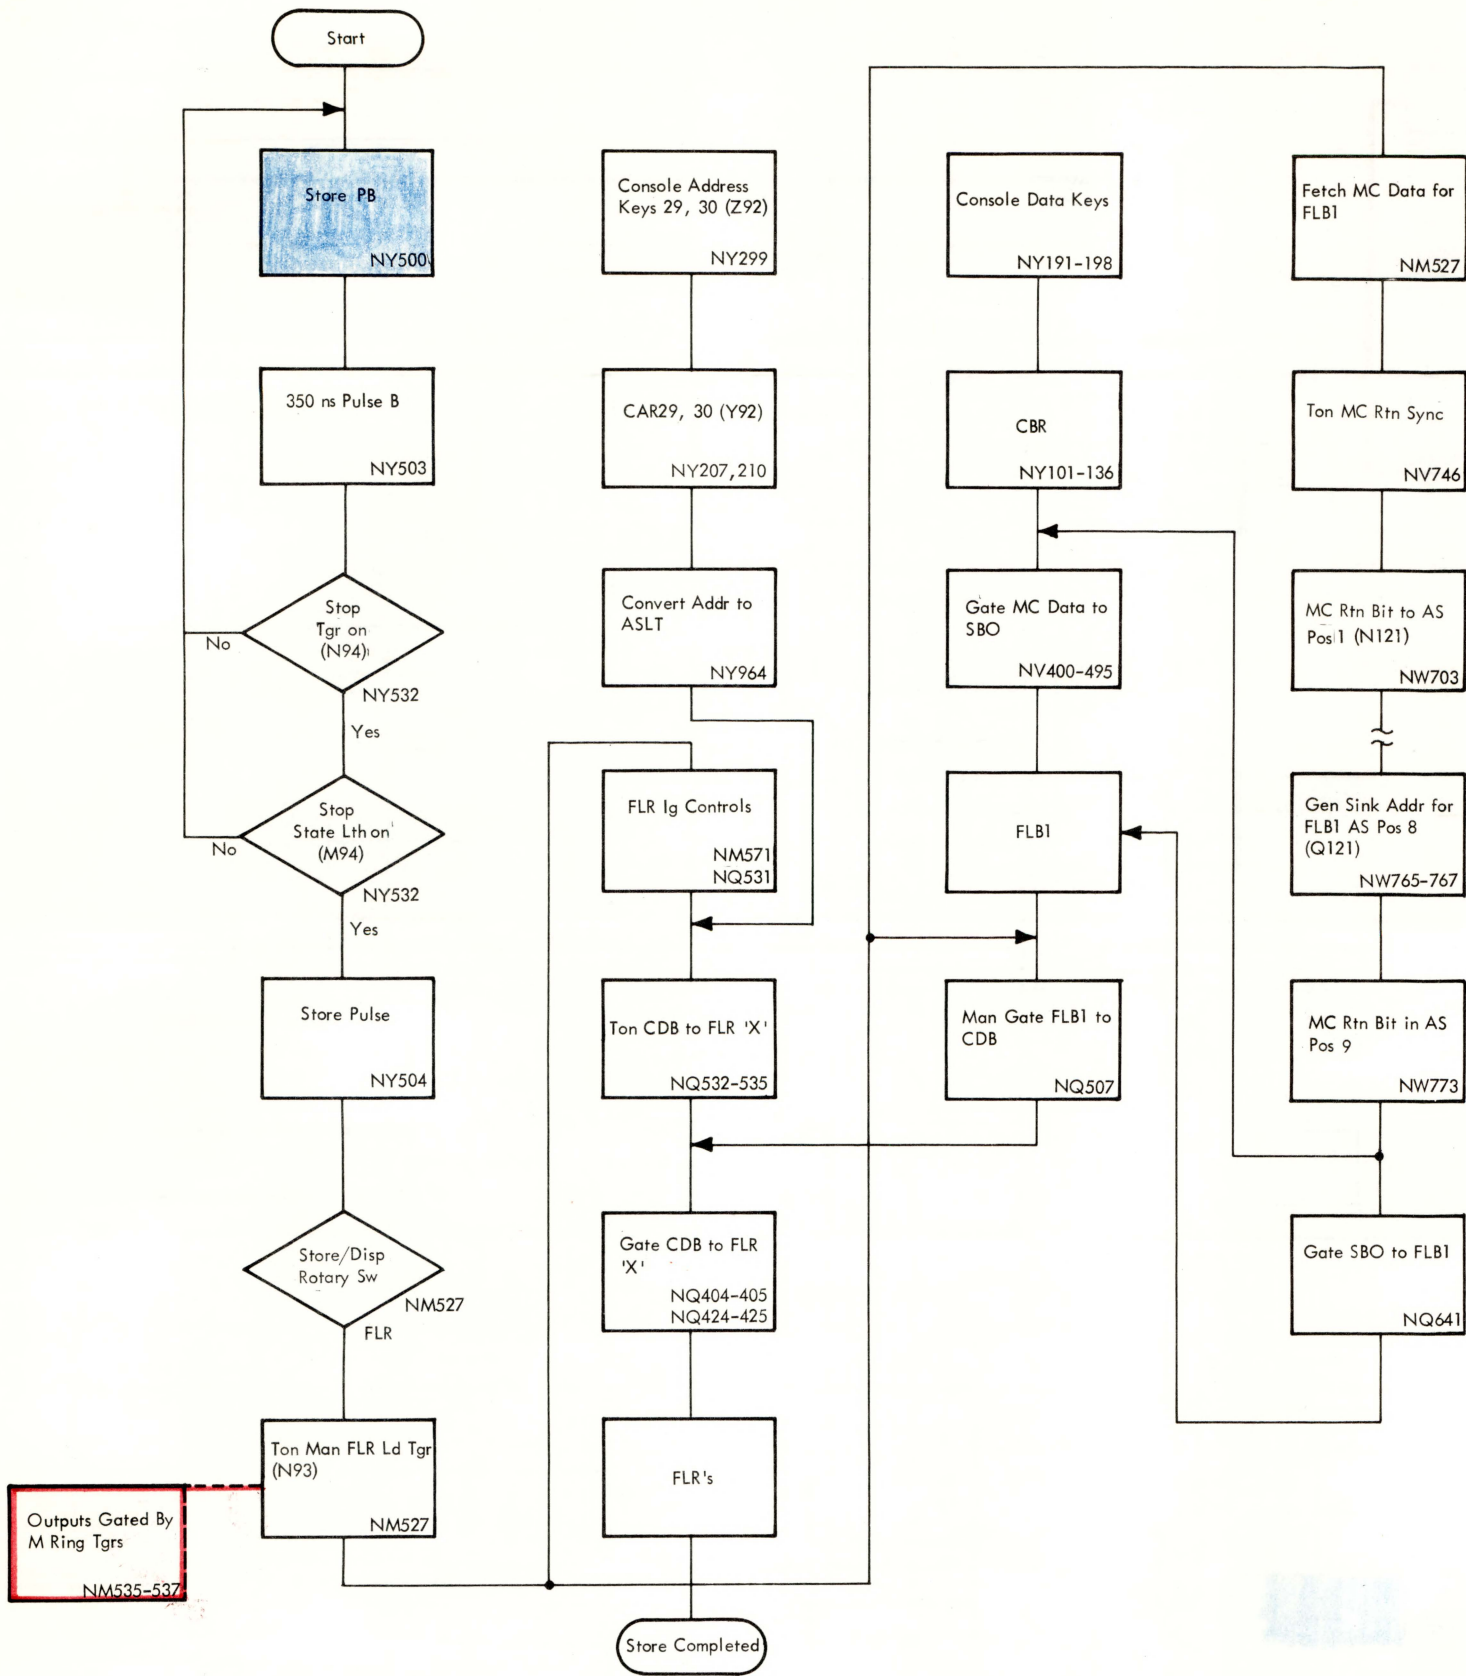 Start
Store PB
NY500
350 ns Pulse B
NY503
Stop
Tgr on
(N94)
No
NY532
Yes
Stop
State Lth on
(M94)
No
NY532
Yes
Store Pulse
NY504
Store/Disp
Rotary Sw
NM527
FLR
Ton Man FLR Ld Tgr
(N93)
NM527
Outputs Gated By
M Ring Tgrs
NM535-537
Console Address
Keys 29, 30 (Z92)
NY299
CAR29, 30 (Y92)
NY207,210
Convert Addr to
ASLT
NY964
FLR Ig Controls
NM571
NQ531
Ton CDB to FLR 'X'
NQ532-535
Gate CDB to FLR
'X'
NQ404-405
NQ424-425
FLR's
Store Completed
Console Data Keys
NY191-198
CBR
NY101-136
Gate MC Data to
SBO
NV400-495
FLB1
Man Gate FLB1 to
CDB
NQ507
Fetch MC Data for
FLB1
NM527
Ton MC Rtn Sync
NV746
MC Rtn Bit to AS
Pos 1 (N121)
NW703
Gen Sink Addr for
FLB1 AS Pos 8
(Q121)
NW765-767
MC Rtn Bit in AS
Pos 9
NW773
Gate SBO to FLB1
NQ641